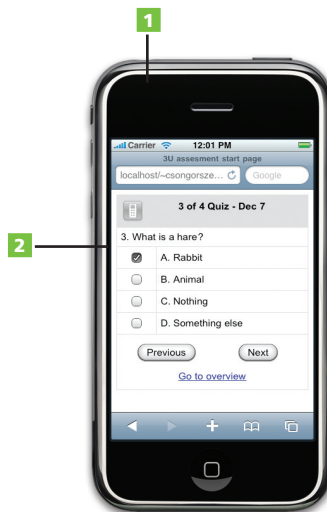 1
Carrier 12:01 PM
3U assesment start page
localhost/~csongorsze... Google
3 of 4 Quiz - Dec 7
2
3. What is a hare?
A. Rabbit
B. Animal
C. Nothing
D. Something else
Previous Next
Go to overview